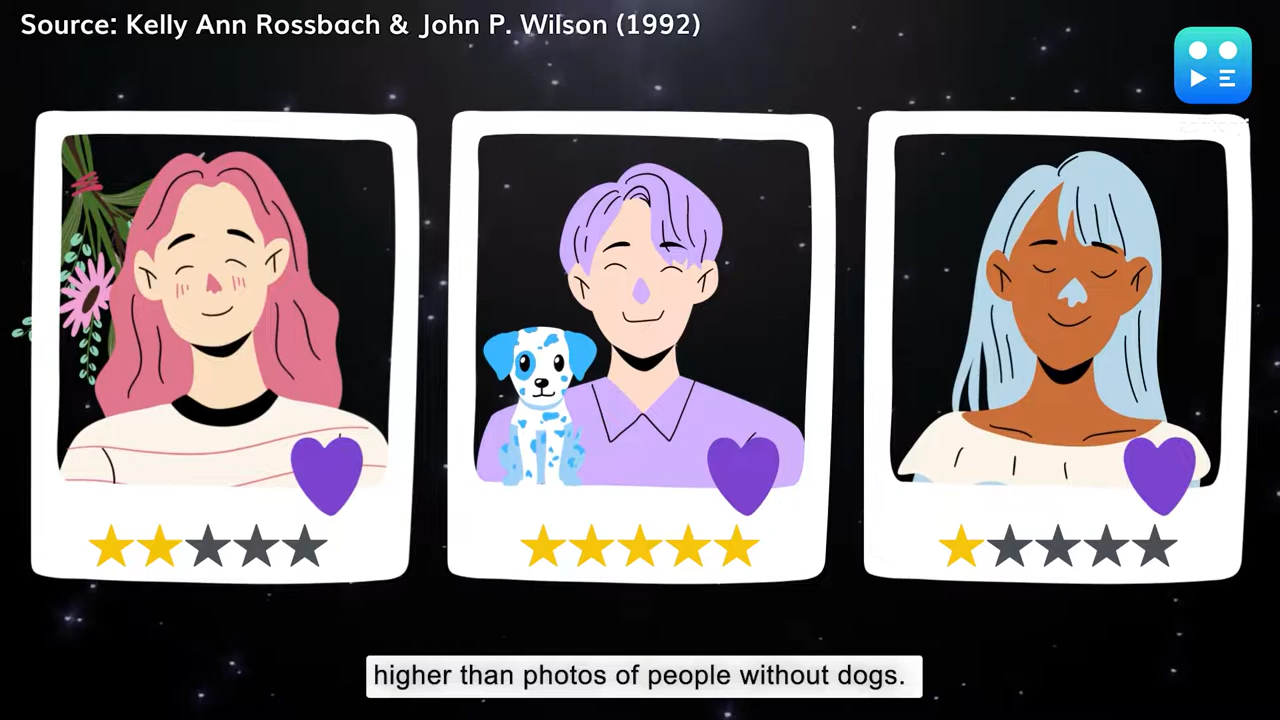 Source: Kelly Ann Rossbach & John P. Wilson (1992)
higher than photos of people without dogs.